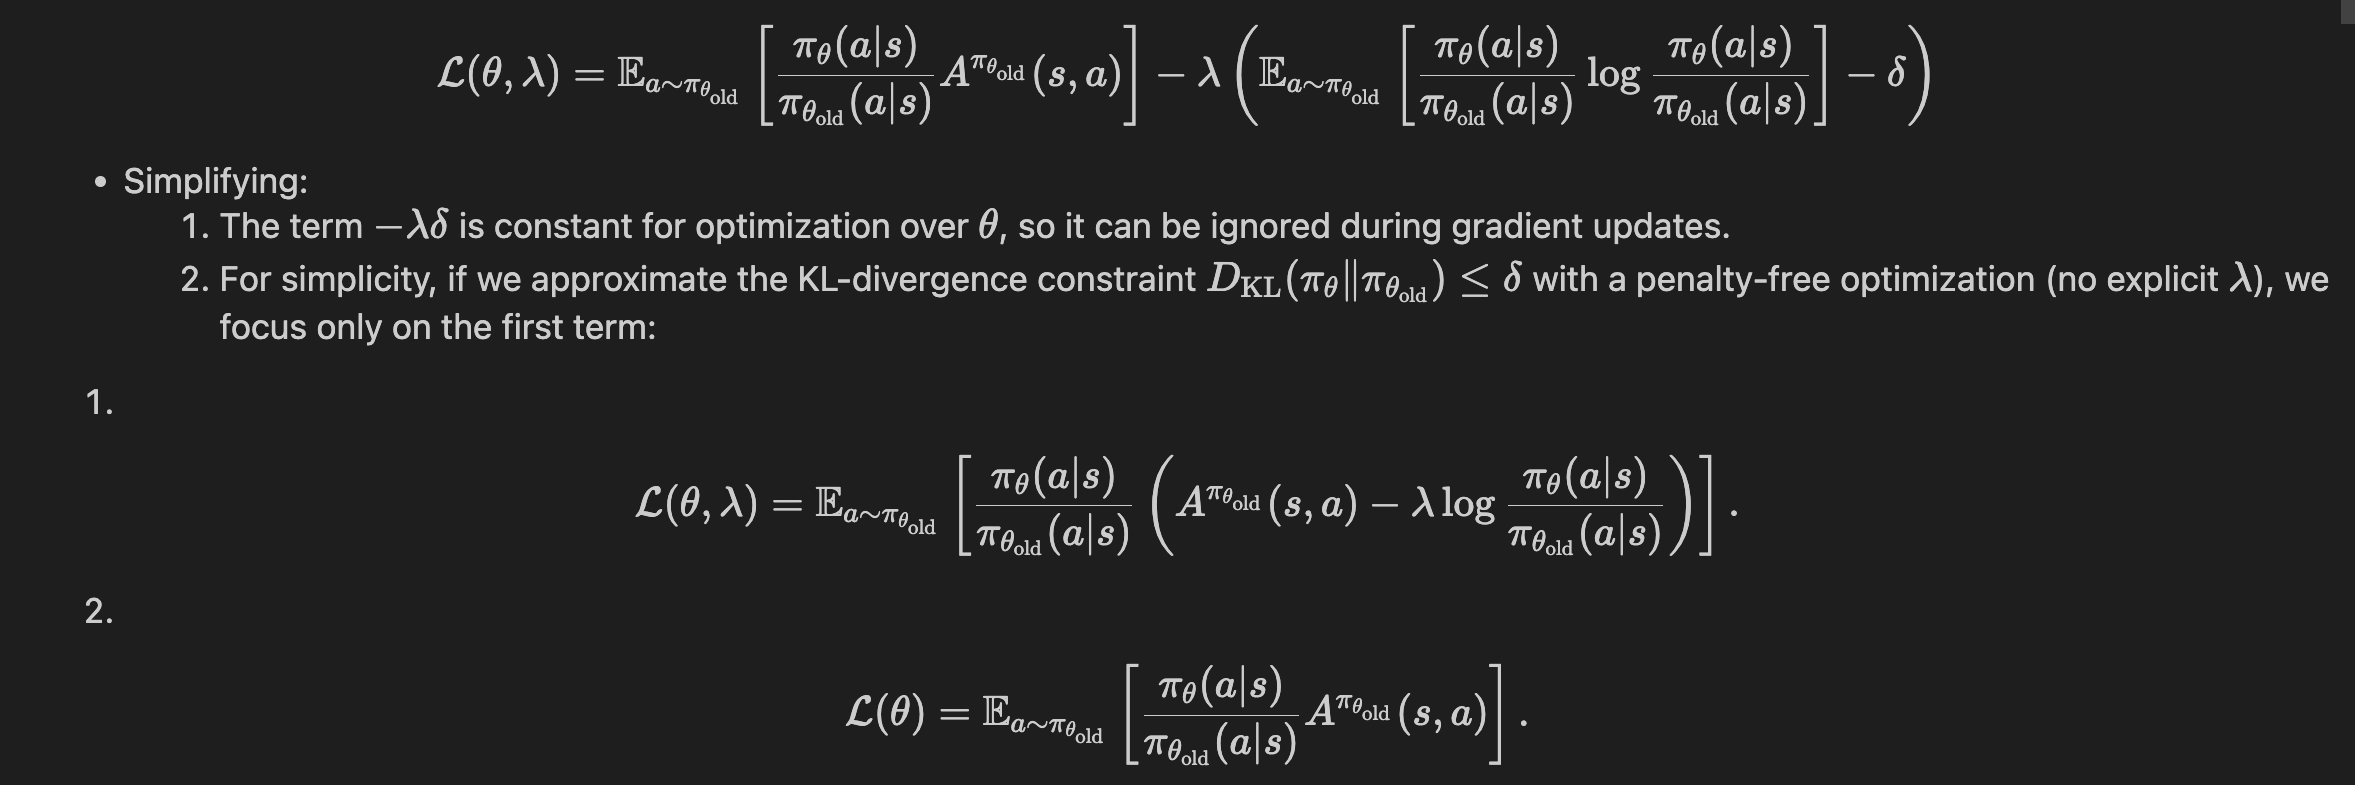 $\mathcal{L}(\theta, \lambda) = \mathbb{E}_{a \sim \pi_{\theta_{\text{old}}}} \left[ \frac{\pi_\theta(a|s)}{\pi_{\theta_{\text{old}}}(a|s)} A^{\pi_{\theta_{\text{old}}}}(s, a) \right] - \lambda \left( \mathbb{E}_{a \sim \pi_{\theta_{\text{old}}}} \left[ \frac{\pi_\theta(a|s)}{\pi_{\theta_{\text{old}}}(a|s)} \log \frac{\pi_\theta(a|s)}{\pi_{\theta_{\text{old}}}(a|s)} \right] - \delta \right)$
• Simplifying:
1. The term $-\lambda\delta$ is constant for optimization over $\theta$, so it can be ignored during gradient updates.
2. For simplicity, if we approximate the KL-divergence constraint $D_{\text{KL}}(\pi_\theta \| \pi_{\theta_{\text{old}}}) \leq \delta$ with a penalty-free optimization (no explicit $\lambda$), we
focus only on the first term:
1.
$\mathcal{L}(\theta, \lambda) = \mathbb{E}_{a \sim \pi_{\theta_{\text{old}}}} \left[ \frac{\pi_\theta(a|s)}{\pi_{\theta_{\text{old}}}(a|s)} \left( A^{\pi_{\theta_{\text{old}}}}(s, a) - \lambda \log \frac{\pi_\theta(a|s)}{\pi_{\theta_{\text{old}}}(a|s)} \right) \right].$
2.
$\mathcal{L}(\theta) = \mathbb{E}_{a \sim \pi_{\theta_{\text{old}}}} \left[ \frac{\pi_\theta(a|s)}{\pi_{\theta_{\text{old}}}(a|s)} A^{\pi_{\theta_{\text{old}}}}(s, a) \right].$